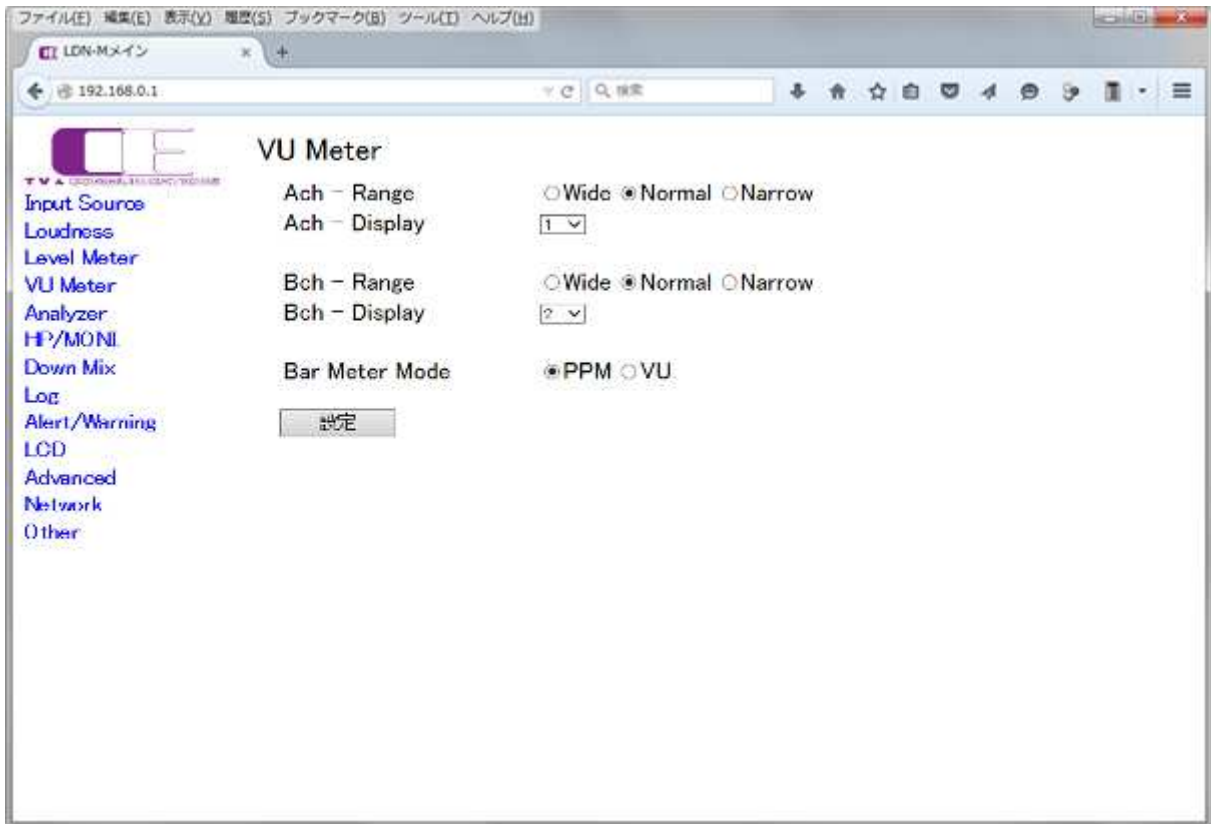 ファイル(F) 編集(E) 表示(V) 履歴(S) ブックマーク(B) ツール(T) ヘルプ(H)
LDN-Mメイン × +
192.168.0.1 検索
VU Meter
Input Source
Loudness
Level Meter
VU Meter
Analyzer
HP/MONI.
Down Mix
Log
Alert/Warning
LCD
Advanced
Network
Other
Ach - Range Wide Normal Narrow
Ach - Display 1
Bch - Range Wide Normal Narrow
Bch - Display 2
Bar Meter Mode PPM VU
設定